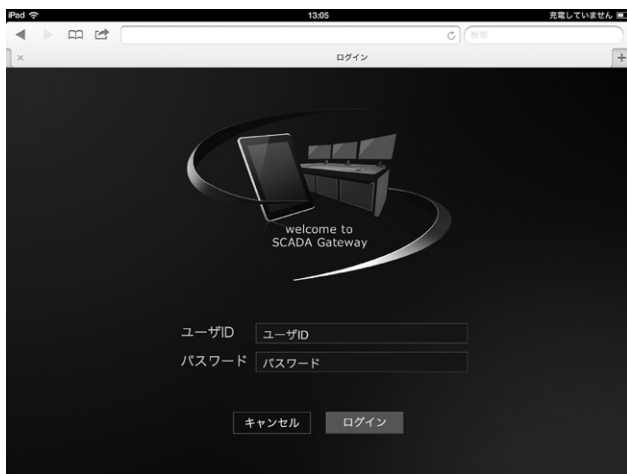 iPad 13:05 充電していません
検索
ログイン
welcome to
SCADA Gateway
ユーザID ユーザID
パスワード パスワード
キャンセル ログイン